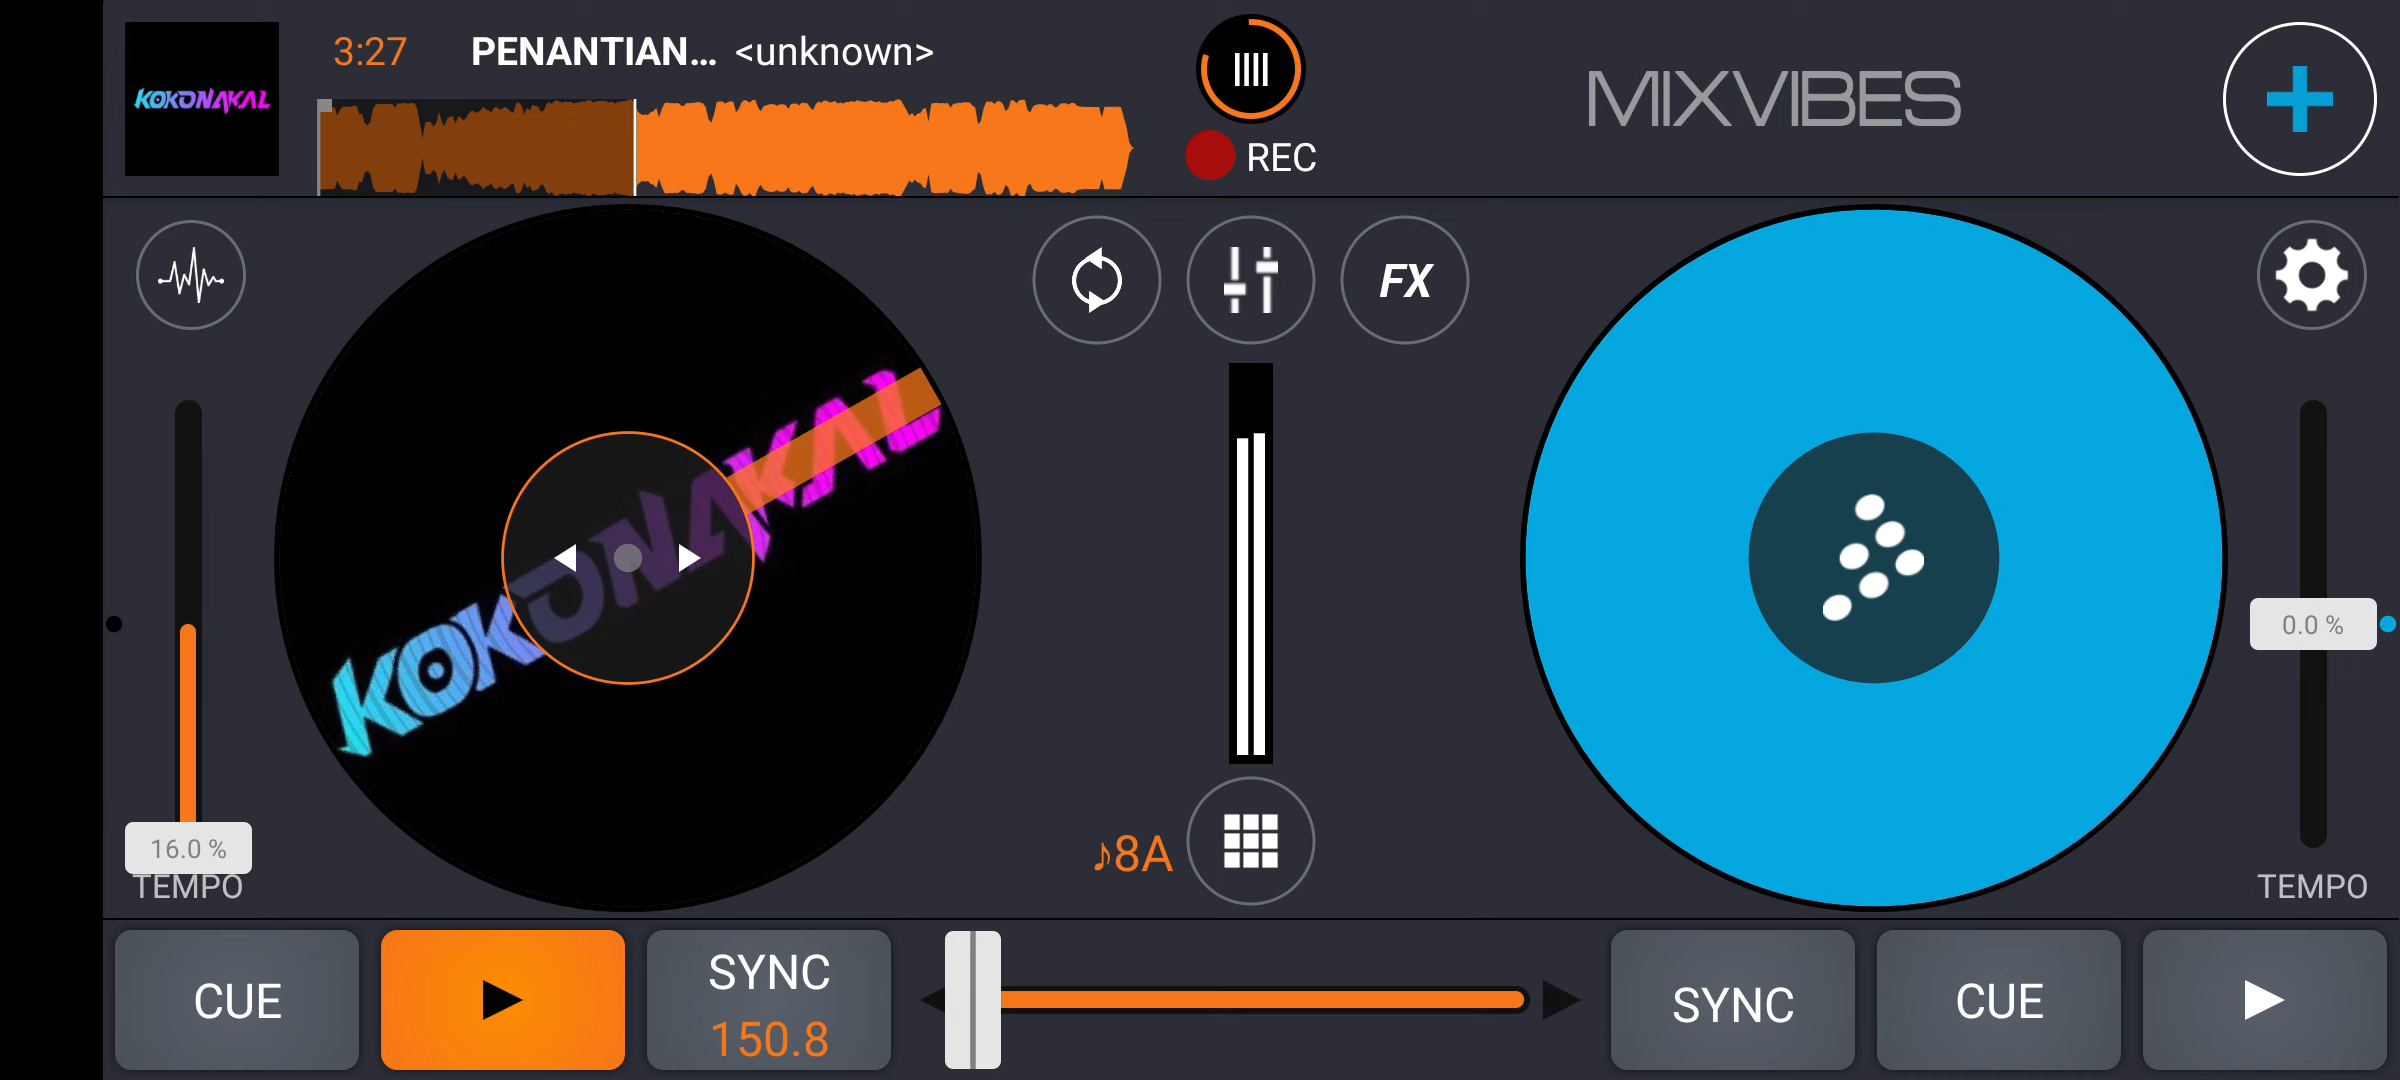 KOKONAKAL
3:27 PENANTIAN... <unknown>
REC
MIXVIBES
FX
KOKONAKAL
16.0 %
TEMPO
♪8A
0.0 %
TEMPO
CUE
SYNC
150.8
SYNC
CUE